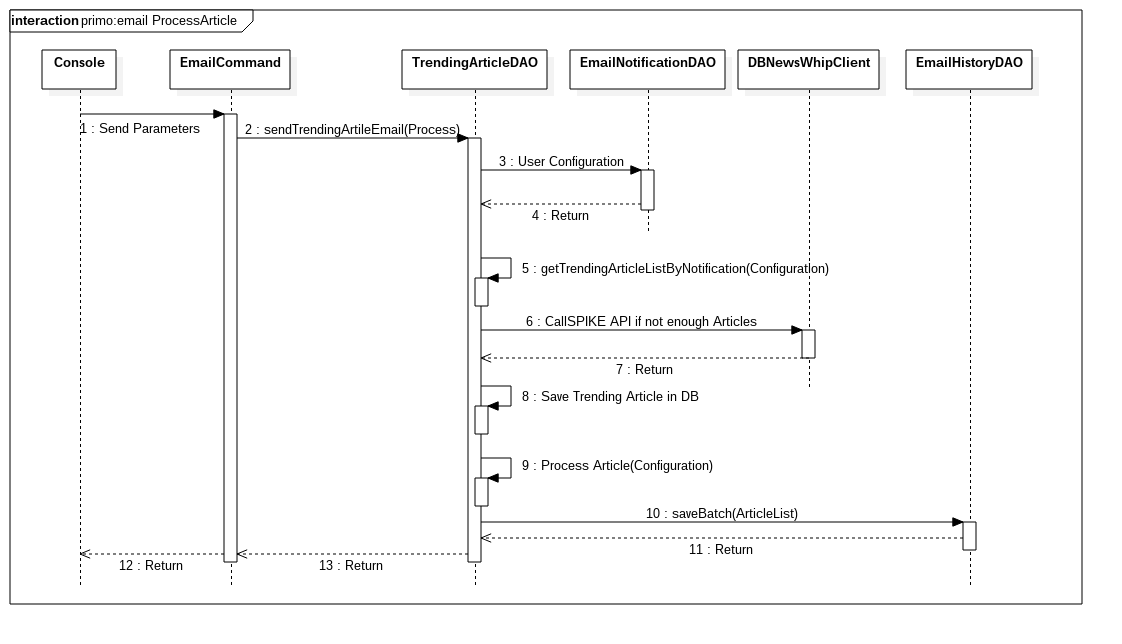 interaction primo:email ProcessArticle
Console
EmailCommand
TrendingArticleDAO
EmailNotificationDAO
DBNewsWhipClient
EmailHistoryDAO
1 : Send Parameters
2 : sendTrendingArtileEmail(Process)
3 : User Configuration
4 : Return
5 : getTrendingArticleListByNotification(Configuration)
6 : CallSPIKE API if not enough Articles
7 : Return
8 : Save Trending Article in DB
9 : Process Article(Configuration)
10 : saveBatch(ArticleList)
11 : Return
12 : Return
13 : Return